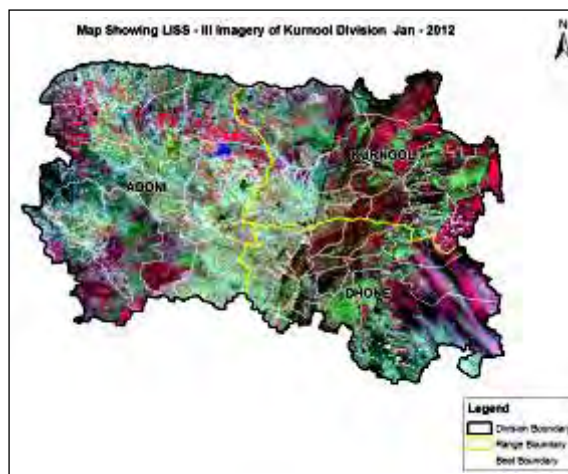 Map Showing LISS - III Imagery of Kurnool Division Jan - 2012
N
KURNOOL
ADONI
DHONE
Legend
Division Boundary
Range Boundary
Beat Boundary